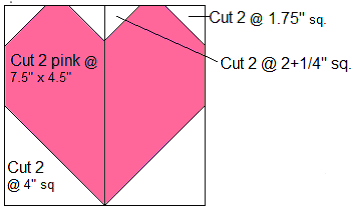 Cut 2 @ 1.75" sq.
Cut 2 @ 2+1/4" sq.
Cut 2 pink @
7.5" x 4.5"
Cut 2
@ 4" sq